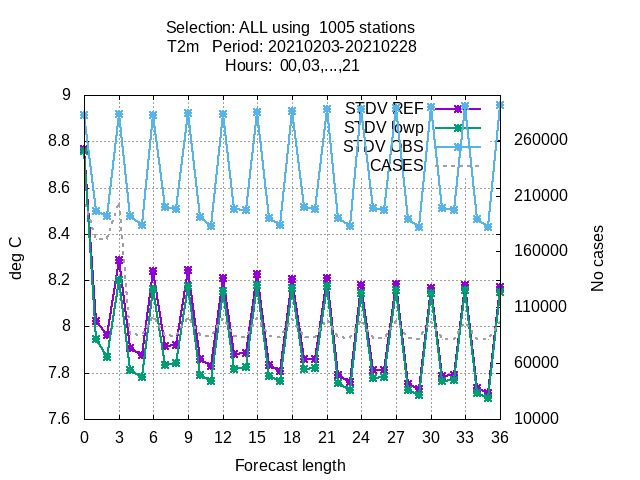 Selection: ALL using  1005 stations
T2m   Period: 20210203-20210228
Hours:  00,03,...,21
STDV REF
STDV lowp
STDV OBS
CASES
deg C
9
8.8
8.6
8.4
8.2
8
7.8
7.6
260000
210000
160000
110000
60000
10000
No cases
0 3 6 9 12 15 18 21 24 27 30 33 36
Forecast length